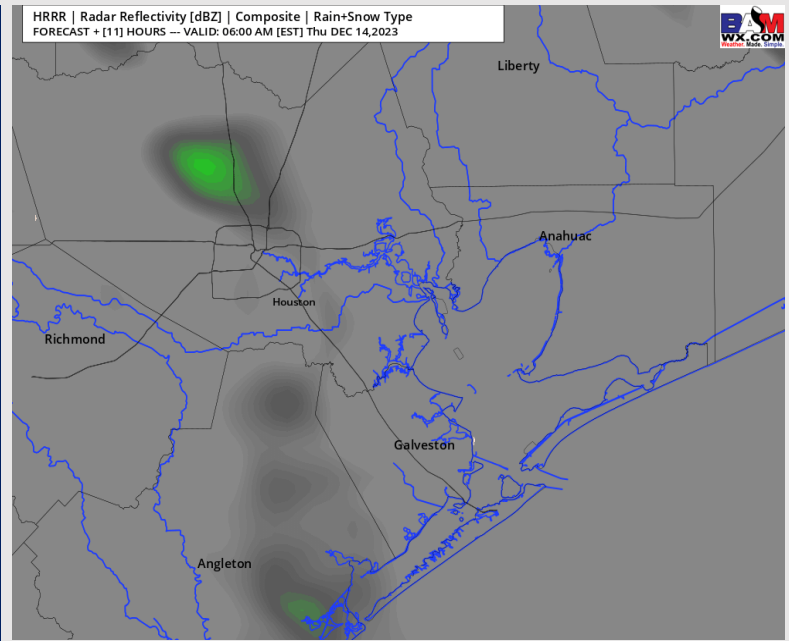 HRRR | Radar Reflectivity [dBZ] | Composite | Rain+Snow Type
FORECAST + [11] HOURS --- VALID: 06:00 AM [EST] Thu DEC 14,2023
BAM
WX.COM
Weather. Made. Simple.
Liberty
Anahuac
Houston
Richmond
Galveston
Angleton